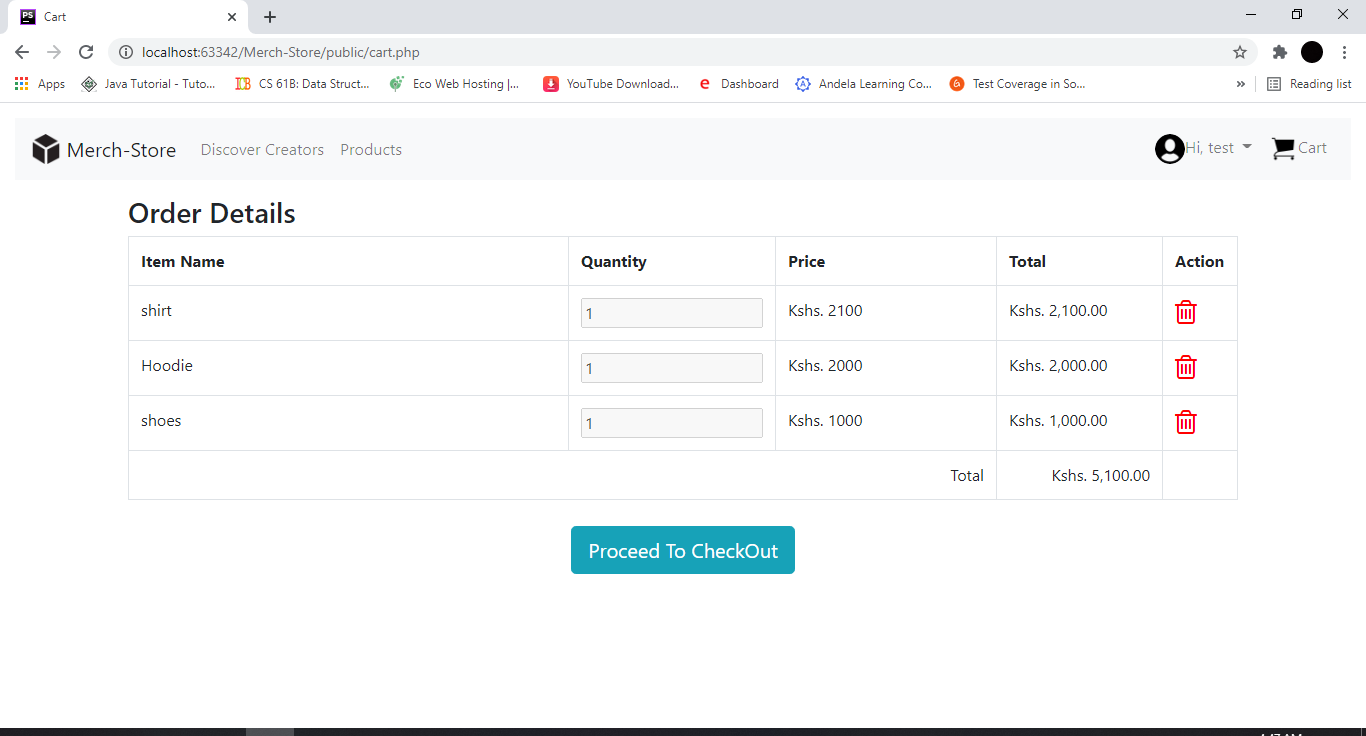 PS Cart
localhost:63342/Merch-Store/public/cart.php
Apps Java Tutorial - Tuto... CS 61B: Data Struct... Eco Web Hosting |... YouTube Download... Dashboard Andela Learning Co... Test Coverage in So... » Reading list
Merch-Store Discover Creators Products Hi, test Cart
Order Details
Item Name Quantity Price Total Action
shirt 1 Kshs. 2100 Kshs. 2,100.00
Hoodie 1 Kshs. 2000 Kshs. 2,000.00
shoes 1 Kshs. 1000 Kshs. 1,000.00
Total Kshs. 5,100.00
Proceed To CheckOut